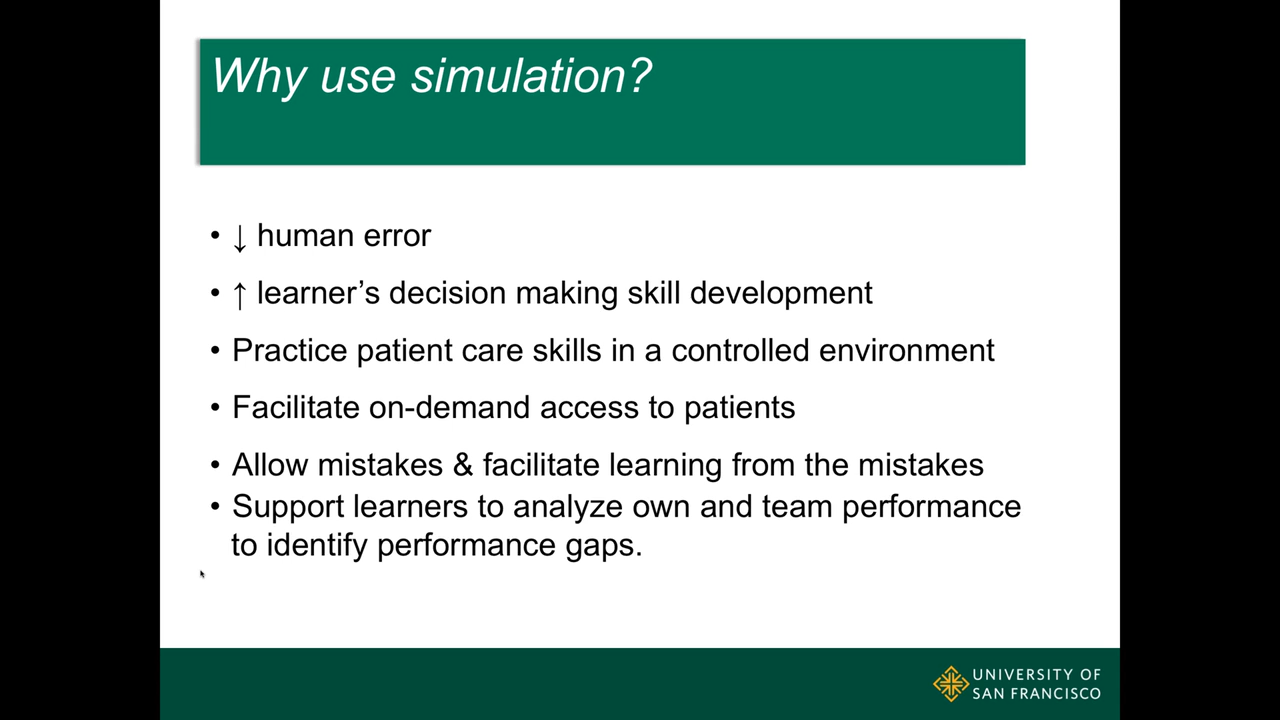 Why use simulation?
• ↓ human error
• ↑ learner’s decision making skill development
• Practice patient care skills in a controlled environment
• Facilitate on-demand access to patients
• Allow mistakes & facilitate learning from the mistakes
• Support learners to analyze own and team performance
to identify performance gaps.
UNIVERSITY OF
SAN FRANCISCO